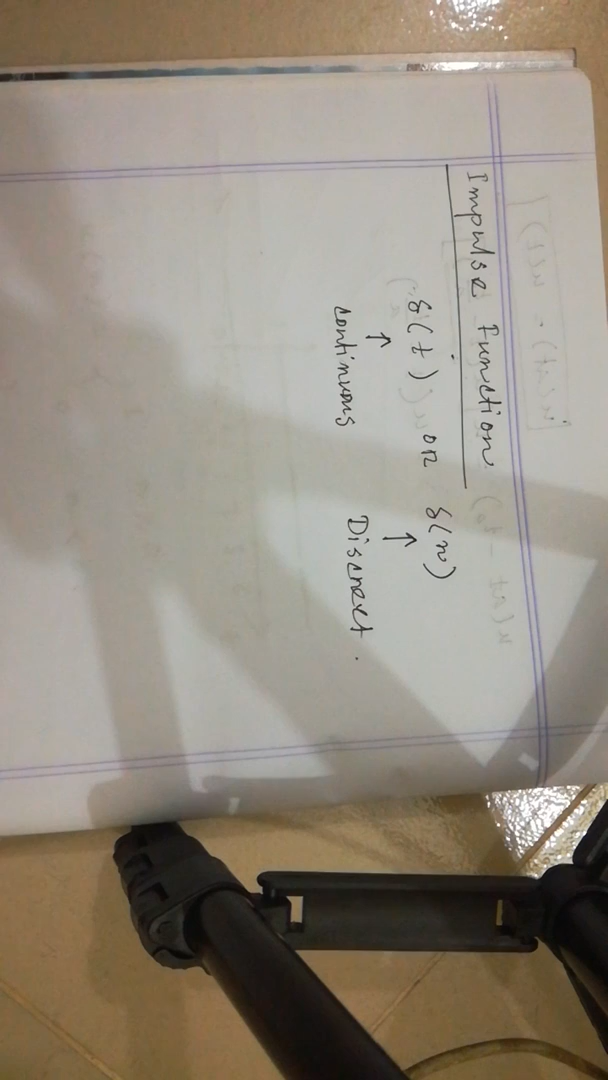 Impulse Function
δ(t) or δ(n)
↑ ↑
continuous Discreet.